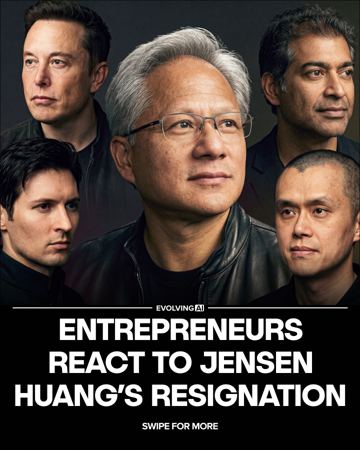 EVOLVING AI
ENTREPRENEURS
REACT TO JENSEN
HUANG'S RESIGNATION
SWIPE FOR MORE